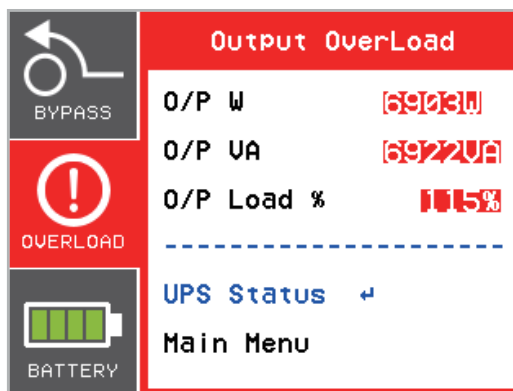 BYPASS
OVERLOAD
BATTERY
Output OverLoad
O/P W 6903W
O/P VA 6922VA
O/P Load % 115%
UPS Status ↵
Main Menu